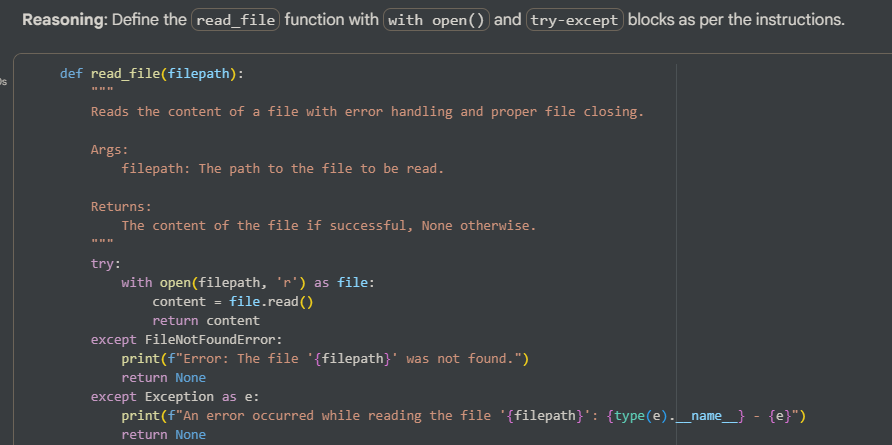 Reasoning: Define the read_file function with with open() and try-except blocks as per the instructions.
0s
def read_file(filepath):
    """
    Reads the content of a file with error handling and proper file closing.

    Args:
        filepath: The path to the file to be read.

    Returns:
        The content of the file if successful, None otherwise.
    """
    try:
        with open(filepath, 'r') as file:
            content = file.read()
            return content
    except FileNotFoundError:
        print(f"Error: The file '{filepath}' was not found.")
        return None
    except Exception as e:
        print(f"An error occurred while reading the file '{filepath}': {type(e).__name__} - {e}")
        return None